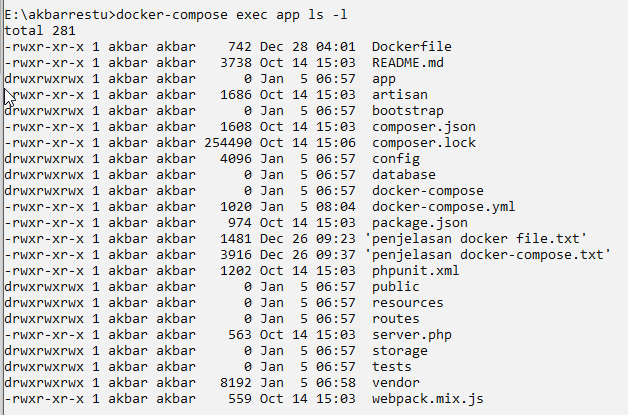 E:\akbarrestu>docker-compose exec app ls -l
total 281
-rwxr-xr-x 1 akbar akbar    742 Dec 28 04:01  Dockerfile
-rwxr-xr-x 1 akbar akbar   3738 Oct 14 15:03  README.md
drwxrwxrwx 1 akbar akbar      0 Jan  5 06:57  app
-rwxr-xr-x 1 akbar akbar   1686 Oct 14 15:03  artisan
drwxrwxrwx 1 akbar akbar      0 Jan  5 06:57  bootstrap
-rwxr-xr-x 1 akbar akbar   1608 Oct 14 15:03  composer.json
-rwxr-xr-x 1 akbar akbar 254490 Oct 14 15:06  composer.lock
drwxrwxrwx 1 akbar akbar   4096 Jan  5 06:57  config
drwxrwxrwx 1 akbar akbar      0 Jan  5 06:57  database
drwxrwxrwx 1 akbar akbar      0 Jan  5 06:57  docker-compose
-rwxr-xr-x 1 akbar akbar   1020 Jan  5 08:04  docker-compose.yml
-rwxr-xr-x 1 akbar akbar    974 Oct 14 15:03  package.json
-rwxr-xr-x 1 akbar akbar   1481 Dec 26 09:23 'penjelasan docker file.txt'
-rwxr-xr-x 1 akbar akbar   3916 Dec 26 09:37 'penjelasan docker-compose.txt'
-rwxr-xr-x 1 akbar akbar   1202 Oct 14 15:03  phpunit.xml
drwxrwxrwx 1 akbar akbar      0 Jan  5 06:57  public
drwxrwxrwx 1 akbar akbar      0 Jan  5 06:57  resources
drwxrwxrwx 1 akbar akbar      0 Jan  5 06:57  routes
-rwxr-xr-x 1 akbar akbar    563 Oct 14 15:03  server.php
drwxrwxrwx 1 akbar akbar      0 Jan  5 06:57  storage
drwxrwxrwx 1 akbar akbar      0 Jan  5 06:57  tests
drwxrwxrwx 1 akbar akbar   8192 Jan  5 06:58  vendor
-rwxr-xr-x 1 akbar akbar    559 Oct 14 15:03  webpack.mix.js